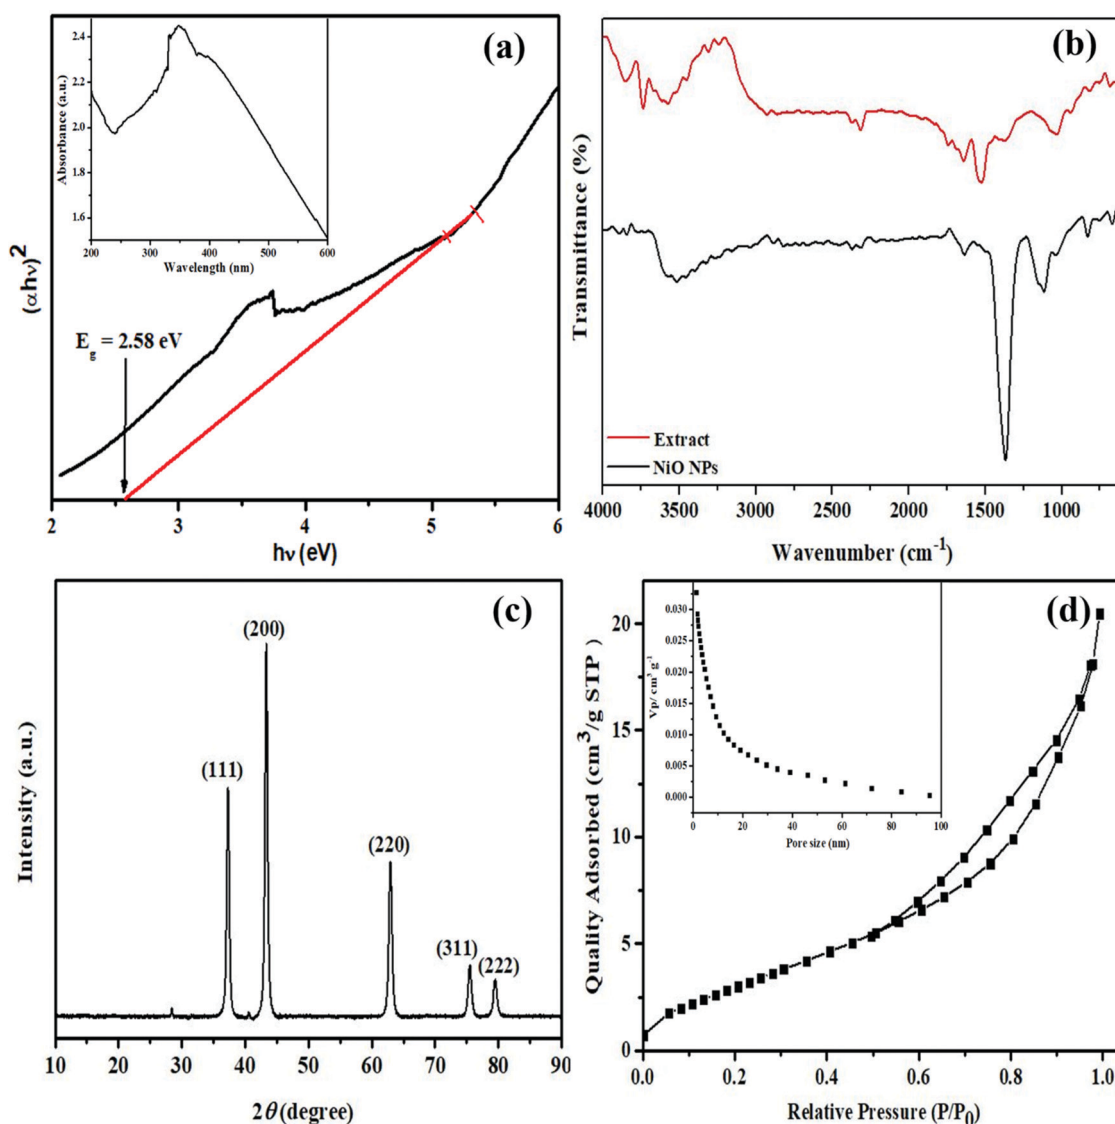 (a)
(αhν)²
E_g = 2.58 eV
2 3 4 5 6
hν (eV)
Absorbance (a.u.)
2.4
2.2
2.0
1.8
1.6
200 300 400 500 600
Wavelength (nm)
(b)
Transmittance (%)
Extract
NiO NPs
4000 3500 3000 2500 2000 1500 1000
Wavenumber (cm⁻¹)
(c)
Intensity (a.u.)
(111)
(200)
(220)
(311)
(222)
10 20 30 40 50 60 70 80 90
2θ (degree)
(d)
Quality Adsorbed (cm³/g STP )
20
15
10
5
0
0.0 0.2 0.4 0.6 0.8 1.0
Relative Pressure (P/P₀)
Vp/ cm³ g⁻¹
0.030
0.025
0.020
0.015
0.010
0.005
0.000
0 20 40 60 80 100
Pore size (nm)